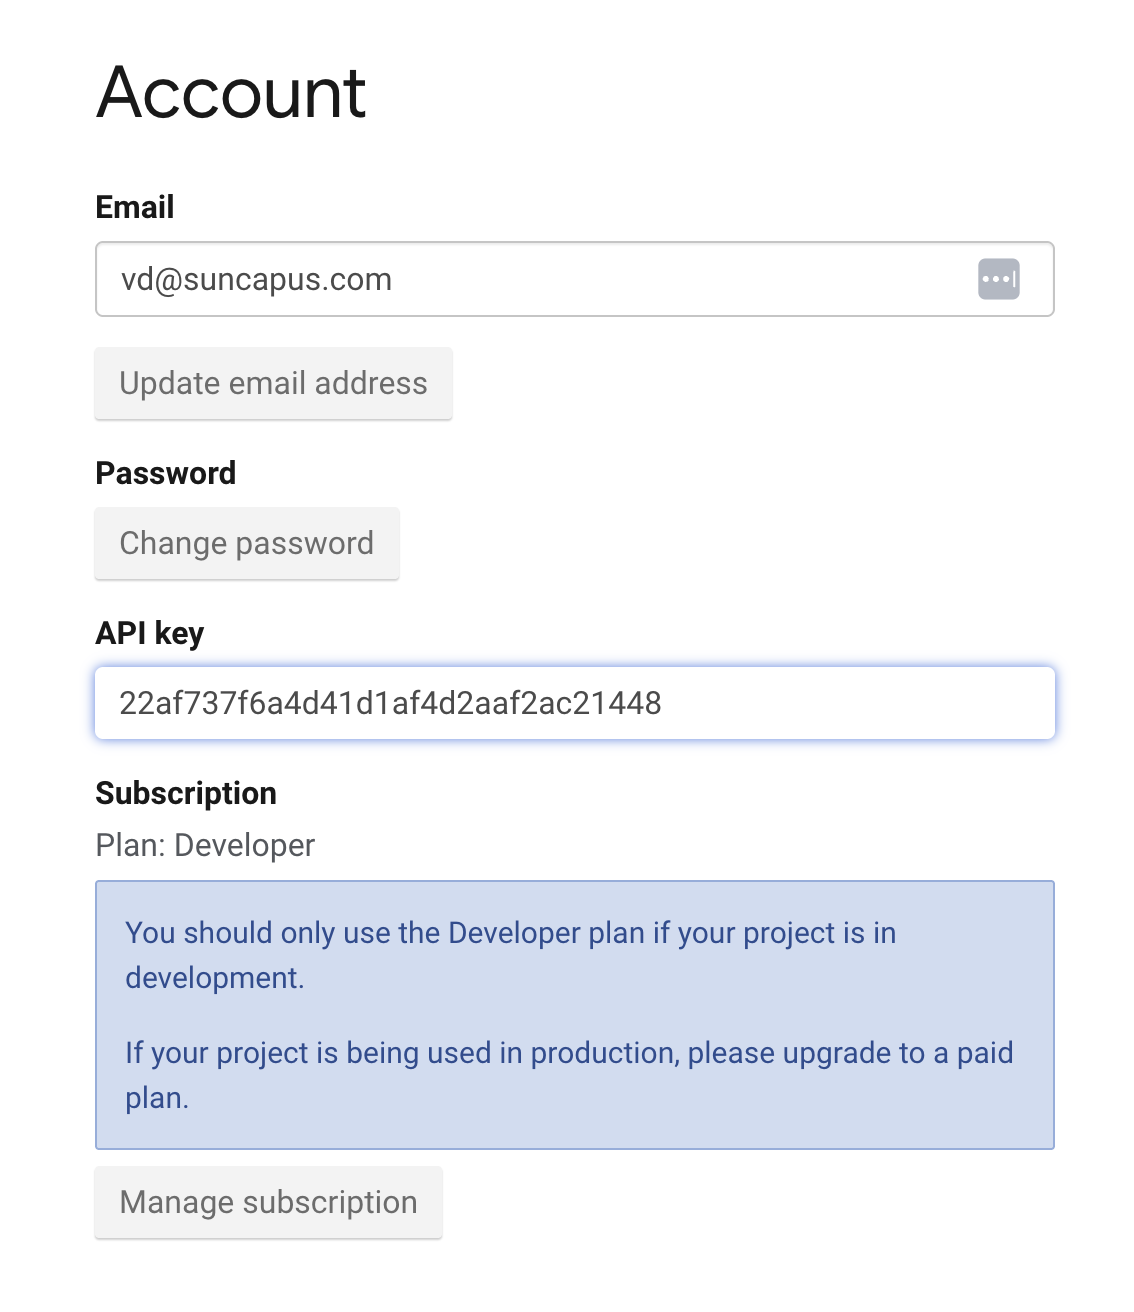 Account
Email
vd@suncapus.com
Update email address
Password
Change password
API key
22af737f6a4d41d1af4d2aaf2ac21448
Subscription
Plan: Developer
You should only use the Developer plan if your project is in
development.
If your project is being used in production, please upgrade to a paid
plan.
Manage subscription